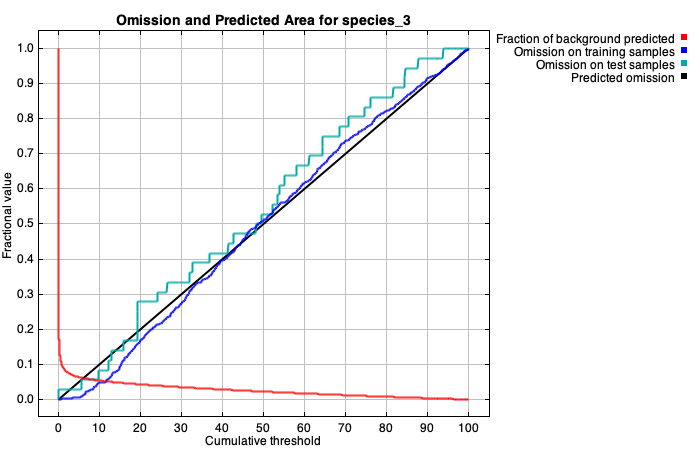 Omission and Predicted Area for species_3
Fraction of background predicted
Omission on training samples
Omission on test samples
Predicted omission
Fractional value
1.0
0.9
0.8
0.7
0.6
0.5
0.4
0.3
0.2
0.1
0.0
0 10 20 30 40 50 60 70 80 90 100
Cumulative threshold